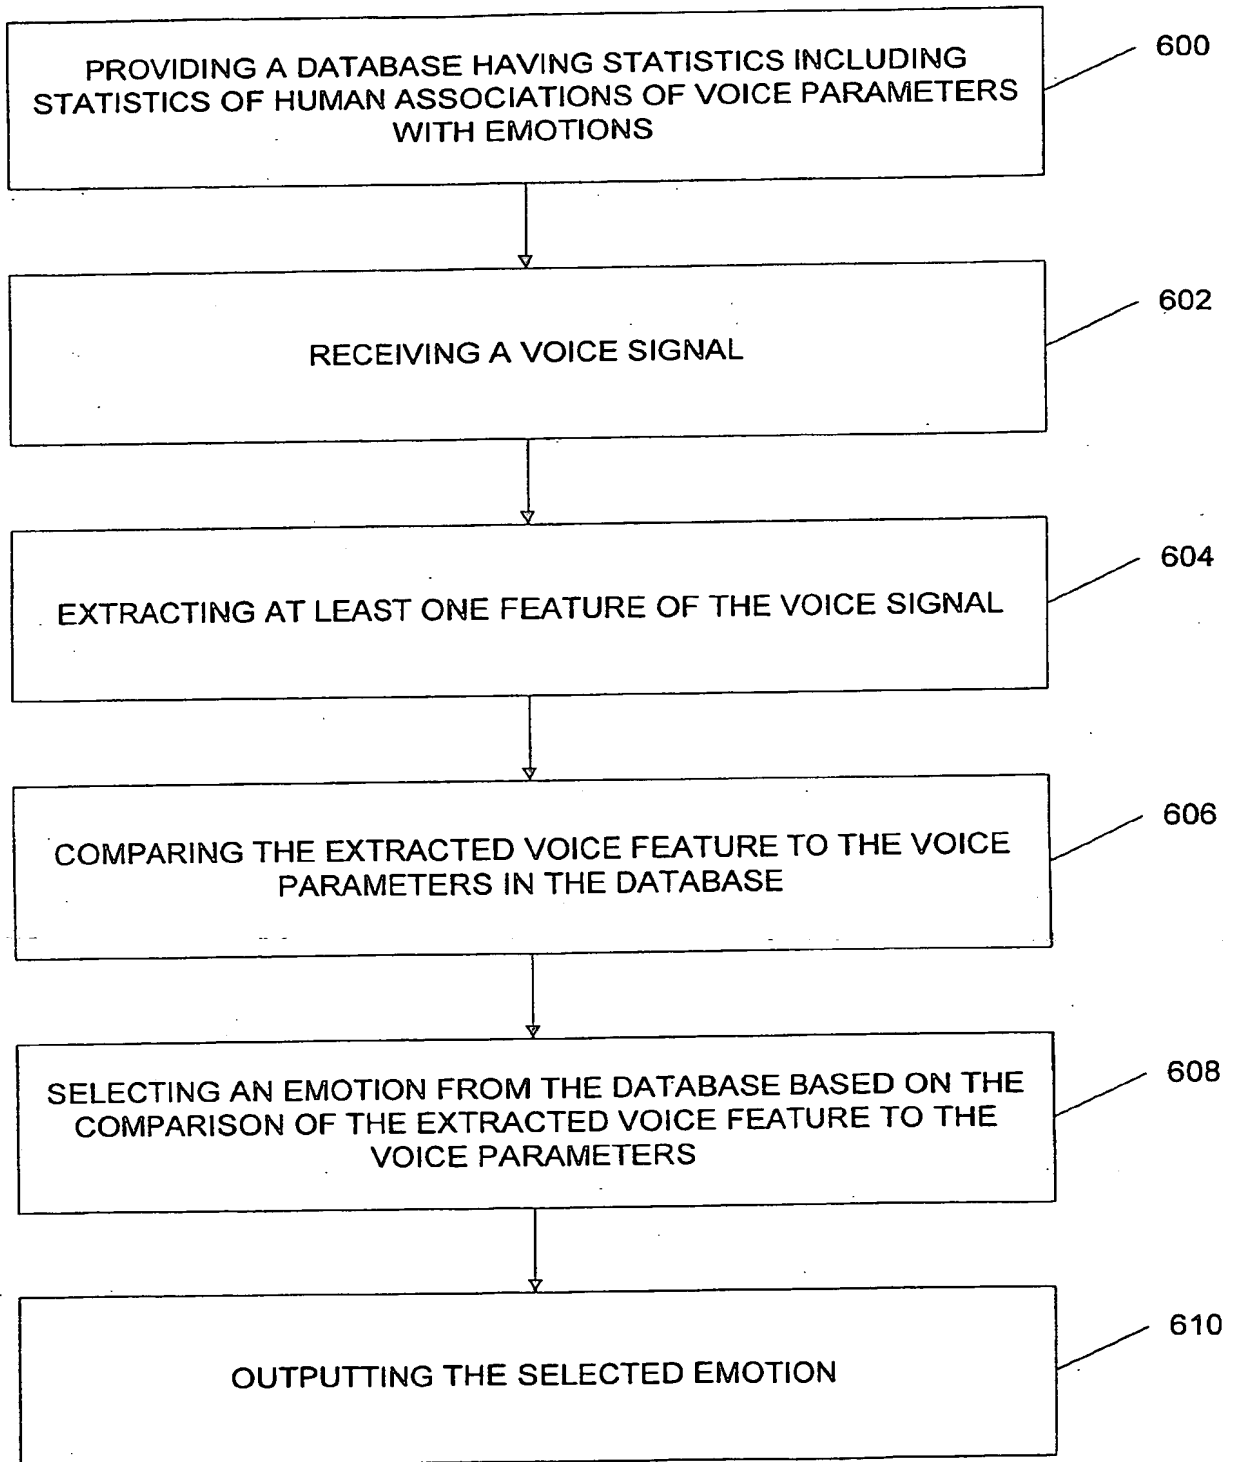 PROVIDING A DATABASE HAVING STATISTICS INCLUDING
STATISTICS OF HUMAN ASSOCIATIONS OF VOICE PARAMETERS
WITH EMOTIONS
600
RECEIVING A VOICE SIGNAL
602
EXTRACTING AT LEAST ONE FEATURE OF THE VOICE SIGNAL
604
COMPARING THE EXTRACTED VOICE FEATURE TO THE VOICE
PARAMETERS IN THE DATABASE
606
SELECTING AN EMOTION FROM THE DATABASE BASED ON THE
COMPARISON OF THE EXTRACTED VOICE FEATURE TO THE
VOICE PARAMETERS
608
OUTPUTTING THE SELECTED EMOTION
610